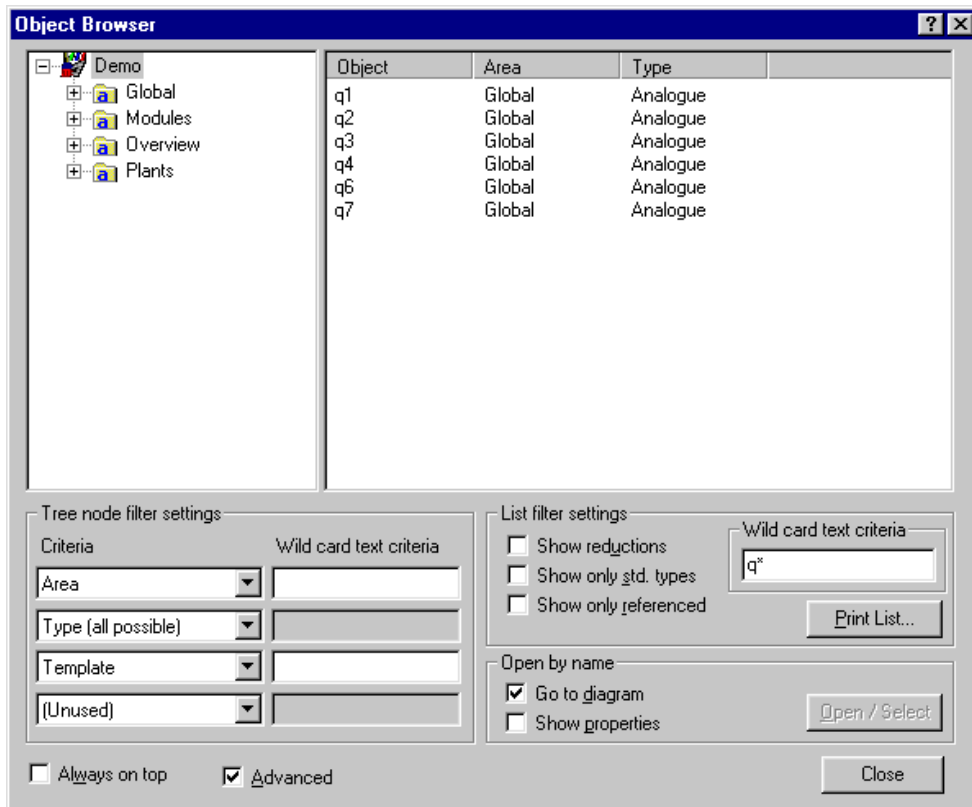 Object Browser
Demo
Global
Modules
Overview
Plants
Object Area Type
q1 Global Analogue
q2 Global Analogue
q3 Global Analogue
q4 Global Analogue
q6 Global Analogue
q7 Global Analogue
Tree node filter settings
Criteria Wild card text criteria
Area
Type (all possible)
Template
(Unused)
List filter settings
Show reductions
Show only std. types
Show only referenced
Wild card text criteria
q*
Print List...
Open by name
Go to diagram
Show properties
Open / Select
Always on top
Advanced
Close